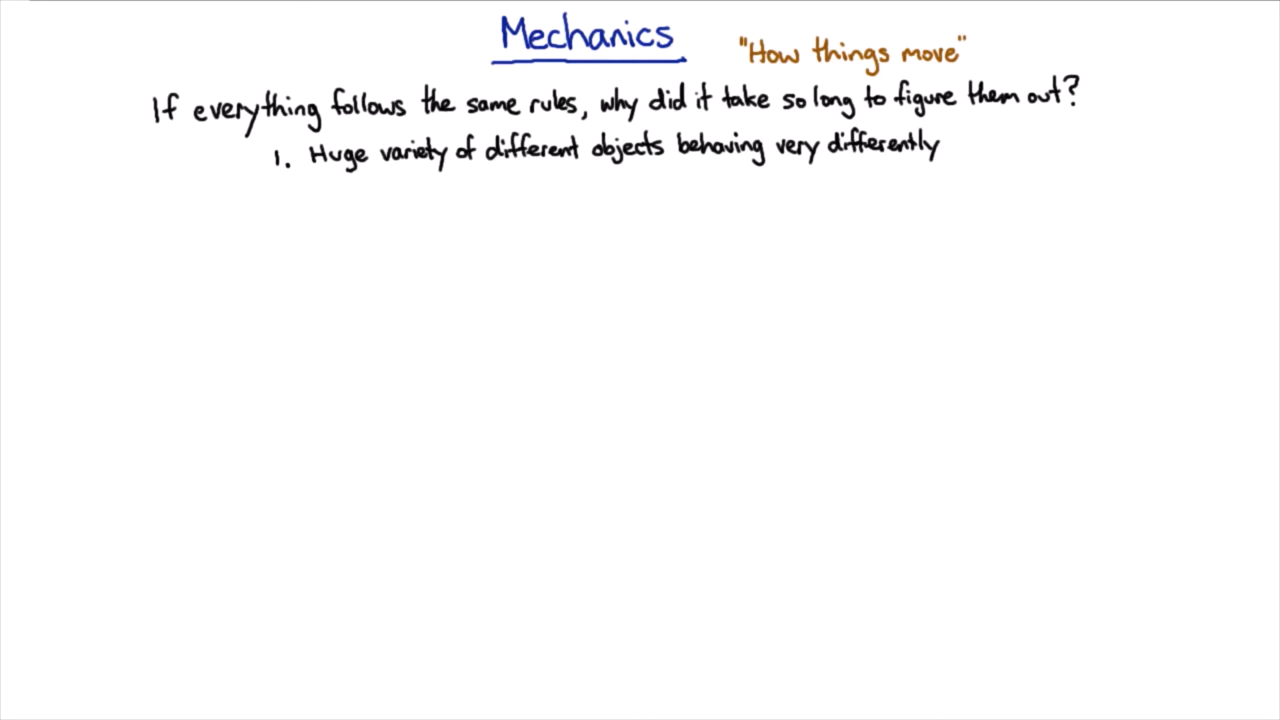 Mechanics "How things move"
If everything follows the same rules, why did it take so long to figure them out?
1. Huge variety of different objects behaving very differently